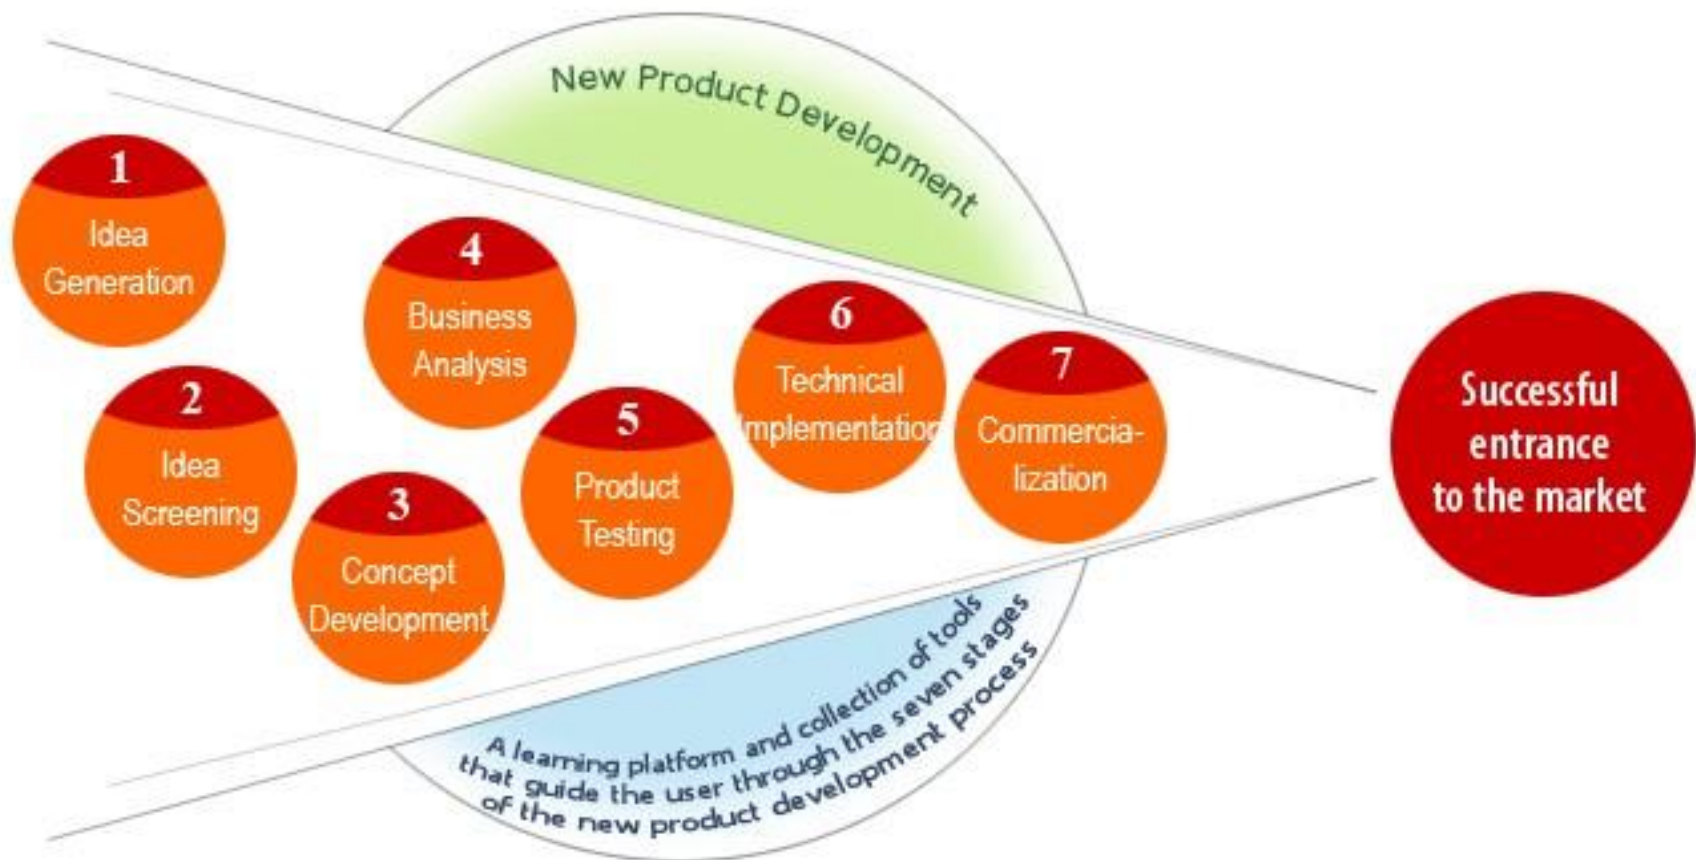 New Product Development
1
Idea
Generation
2
Idea
Screening
3
Concept
Development
4
Business
Analysis
5
Product
Testing
6
Technical
Implementation
7
Commercia-
lization
Successful
entrance
to the market
A learning platform and collection of tools
that guide the user through the seven stages
of the new product development process